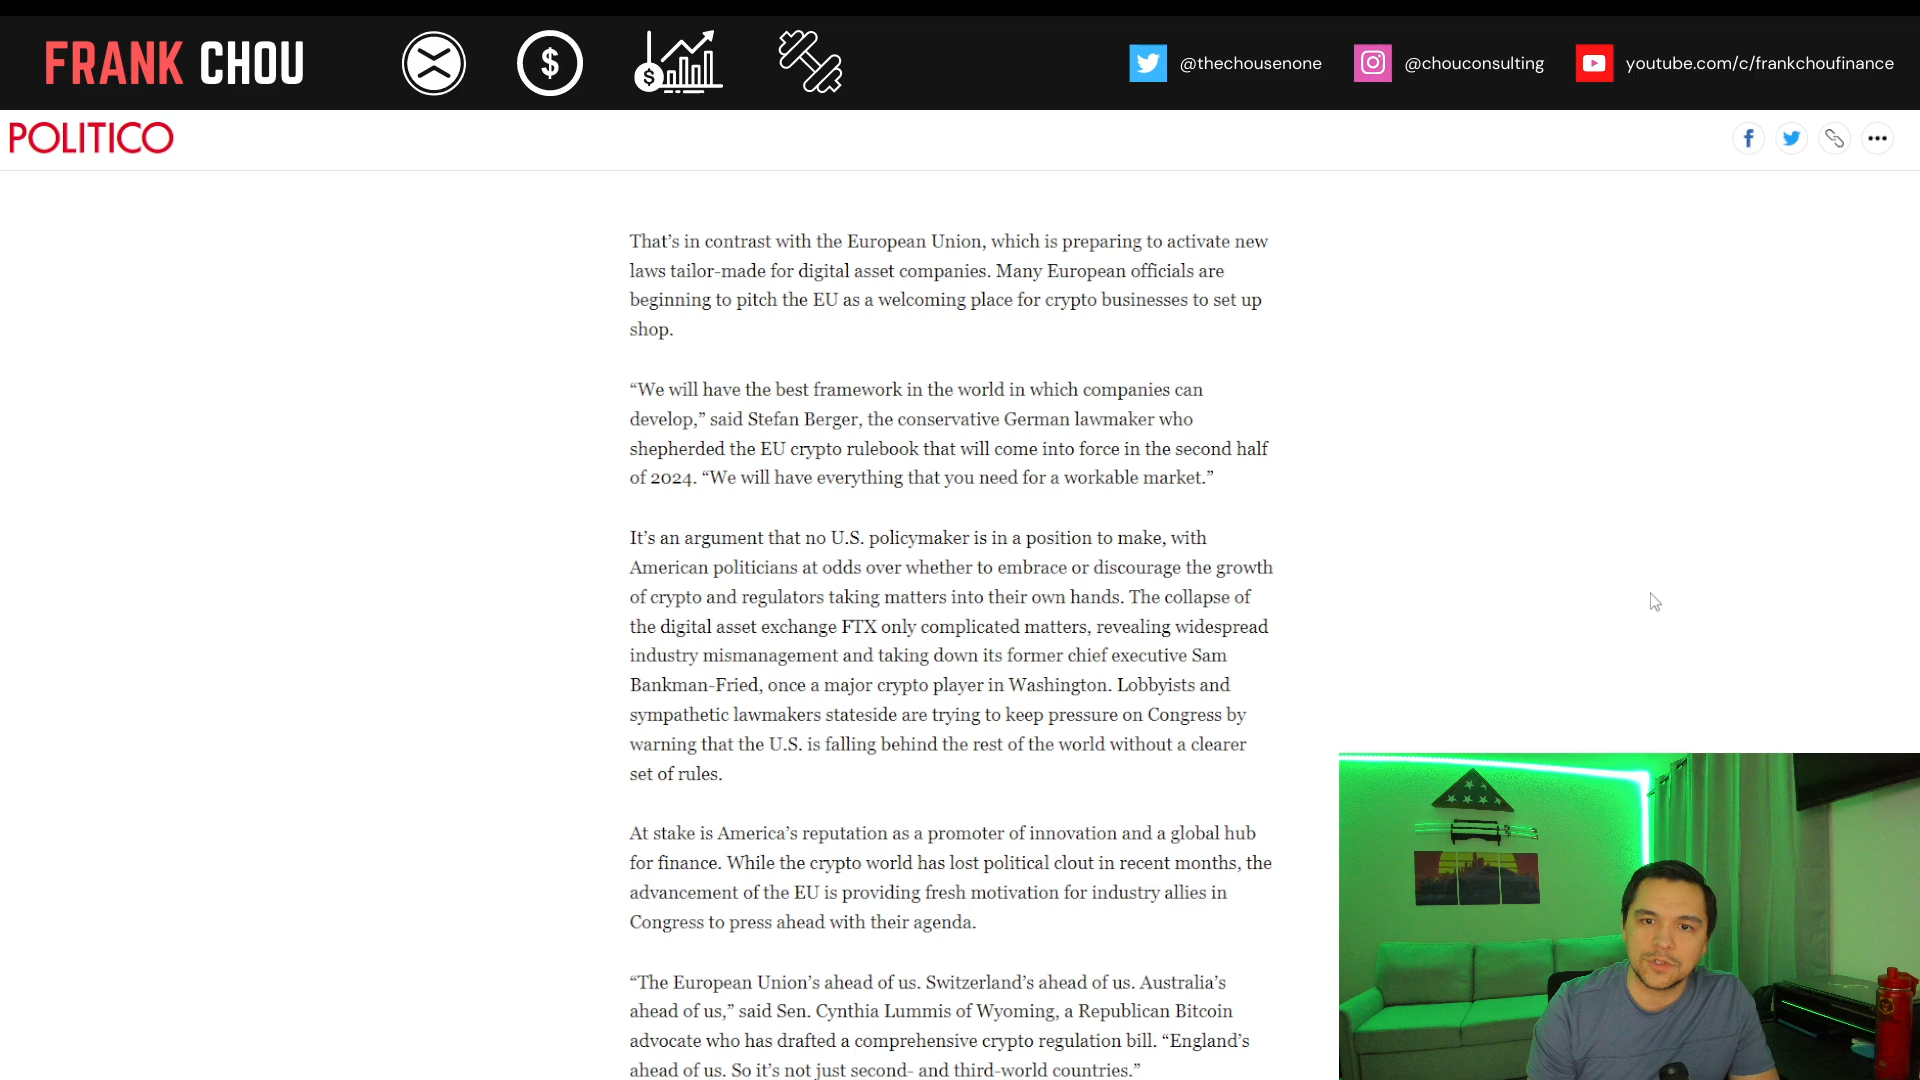 FRANK CHOU
@thechousenone
@chouconsulting
youtube.com/c/frankchoufinance
POLITICO
That’s in contrast with the European Union, which is preparing to activate new
laws tailor-made for digital asset companies. Many European officials are
beginning to pitch the EU as a welcoming place for crypto businesses to set up
shop.
“We will have the best framework in the world in which companies can
develop,” said Stefan Berger, the conservative German lawmaker who
shepherded the EU crypto rulebook that will come into force in the second half
of 2024. “We will have everything that you need for a workable market.”
It’s an argument that no U.S. policymaker is in a position to make, with
American politicians at odds over whether to embrace or discourage the growth
of crypto and regulators taking matters into their own hands. The collapse of
the digital asset exchange FTX only complicated matters, revealing widespread
industry mismanagement and taking down its former chief executive Sam
Bankman-Fried, once a major crypto player in Washington. Lobbyists and
sympathetic lawmakers stateside are trying to keep pressure on Congress by
warning that the U.S. is falling behind the rest of the world without a clearer
set of rules.
At stake is America’s reputation as a promoter of innovation and a global hub
for finance. While the crypto world has lost political clout in recent months, the
advancement of the EU is providing fresh motivation for industry allies in
Congress to press ahead with their agenda.
“The European Union’s ahead of us. Switzerland’s ahead of us. Australia’s
ahead of us,” said Sen. Cynthia Lummis of Wyoming, a Republican Bitcoin
advocate who has drafted a comprehensive crypto regulation bill. “England’s
ahead of us. So it’s not just second- and third-world countries.”